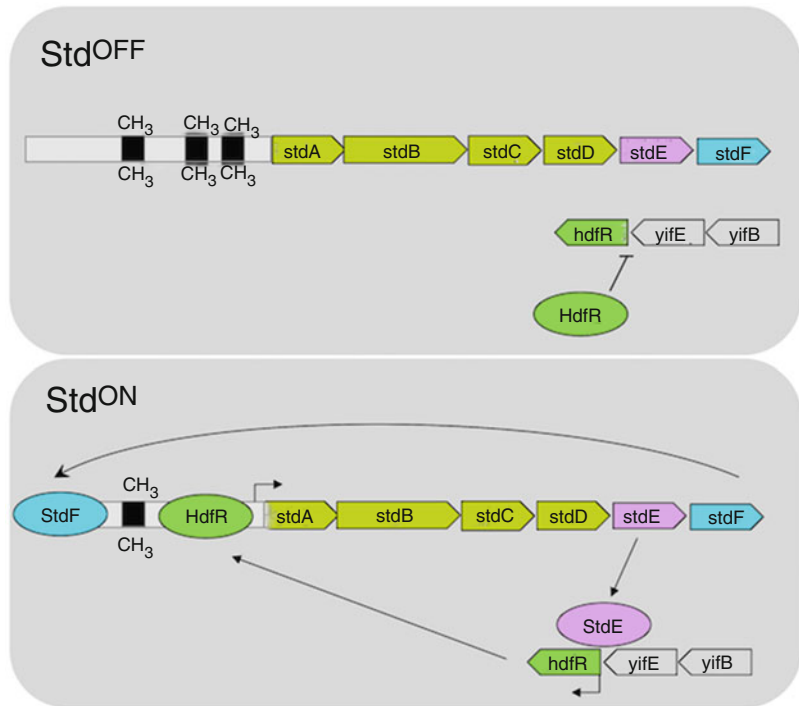 StdOFF
CH3 CH3 CH3
stdA stdB stdC stdD stdE stdF
CH3 CH3 CH3
hdfR yifE yifB
HdfR
StdON
CH3
StdF HdfR stdA stdB stdC stdD stdE stdF
CH3
StdE
hdfR yifE yifB